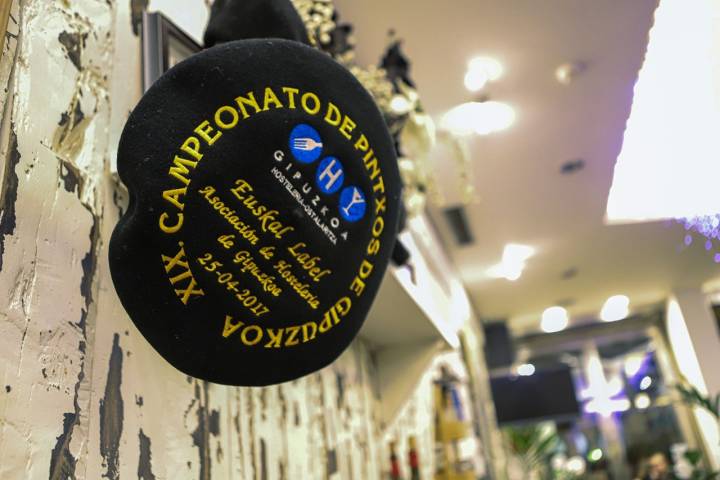 XIX. CAMPEONATO DE PINTXOS DE GIPUZKOA
HY
GIPUZKOA
HOSTELERIA-OSTALARITZA
Euskal Label
Asociación de Hostelería
de Gipuzkoa
25-04-2017